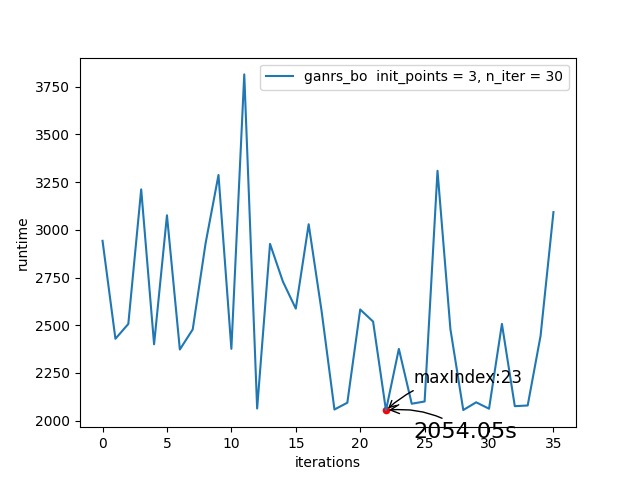 ganrs_bo  init_points = 3, n_iter = 30
3750
3500
3250
3000
2750
2500
2250
2000
runtime
maxIndex:23
2054.05s
0 5 10 15 20 25 30 35
iterations